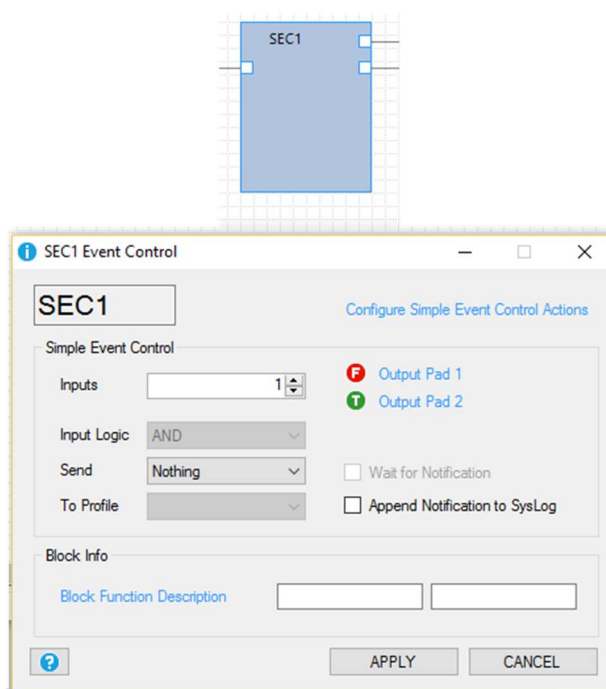 SEC1
SEC1 Event Control
SEC1
Configure Simple Event Control Actions
Simple Event Control
Inputs 1
F Output Pad 1
T Output Pad 2
Input Logic AND
Send Nothing
Wait for Notification
To Profile
Append Notification to SysLog
Block Info
Block Function Description
APPLY CANCEL